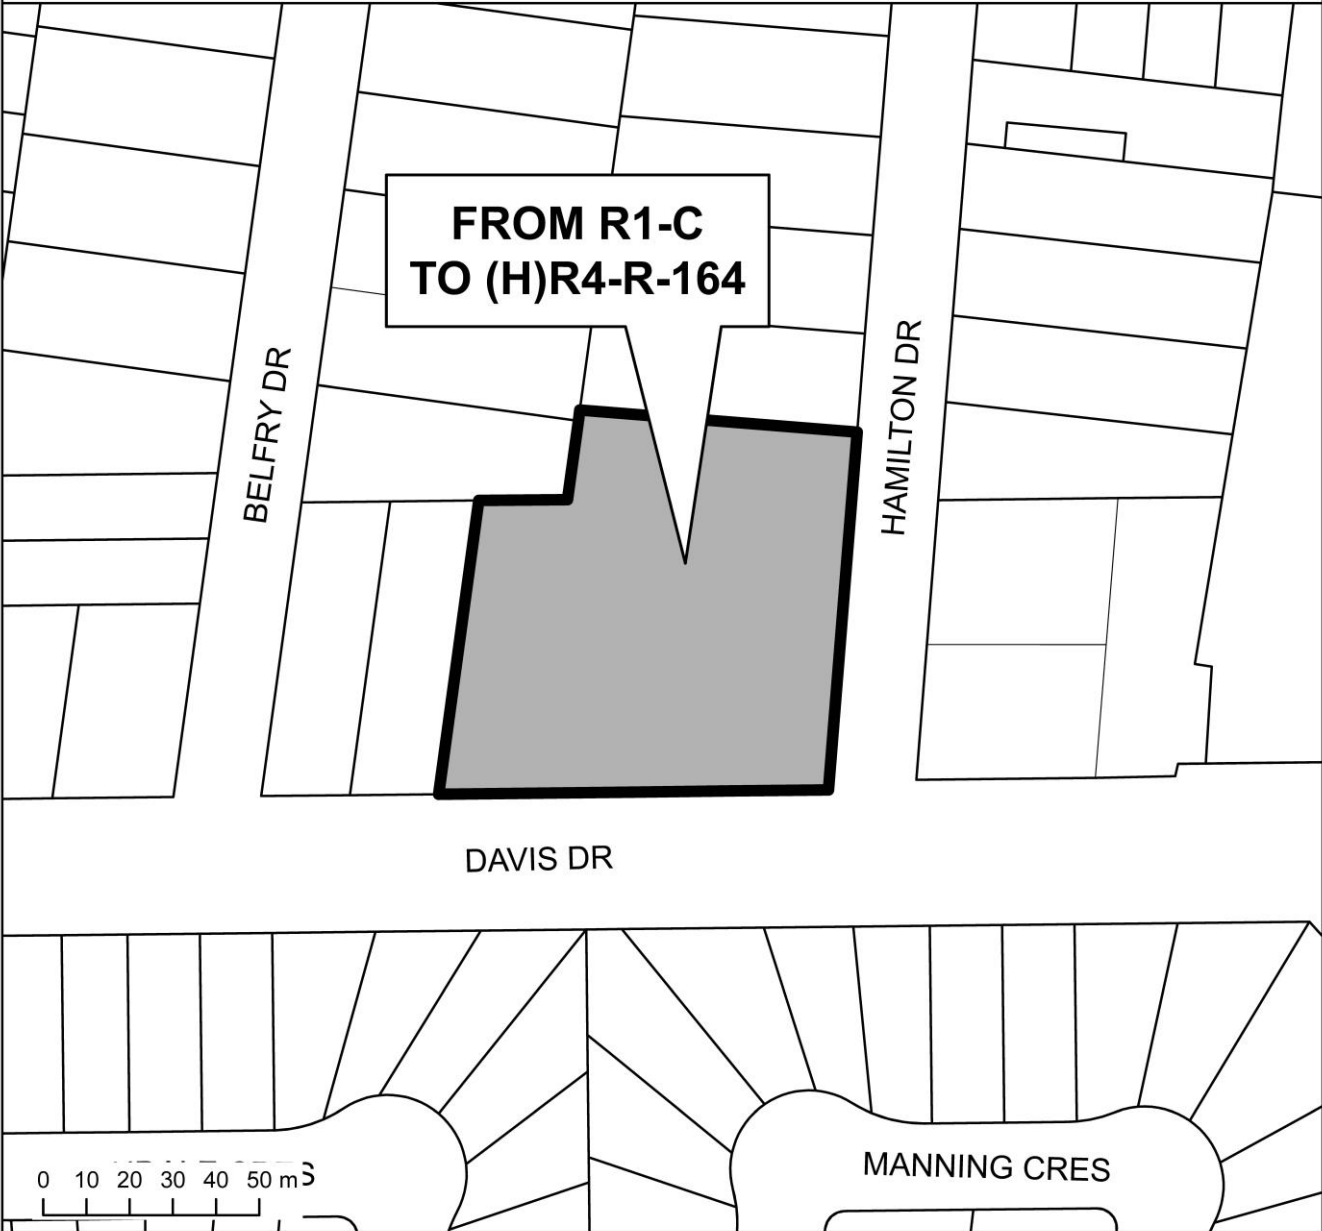 FROM R1-C
TO (H)R4-R-164
BELFRY DR
HAMILTON DR
DAVIS DR
MANNING CRES
0 10 20 30 40 50 m